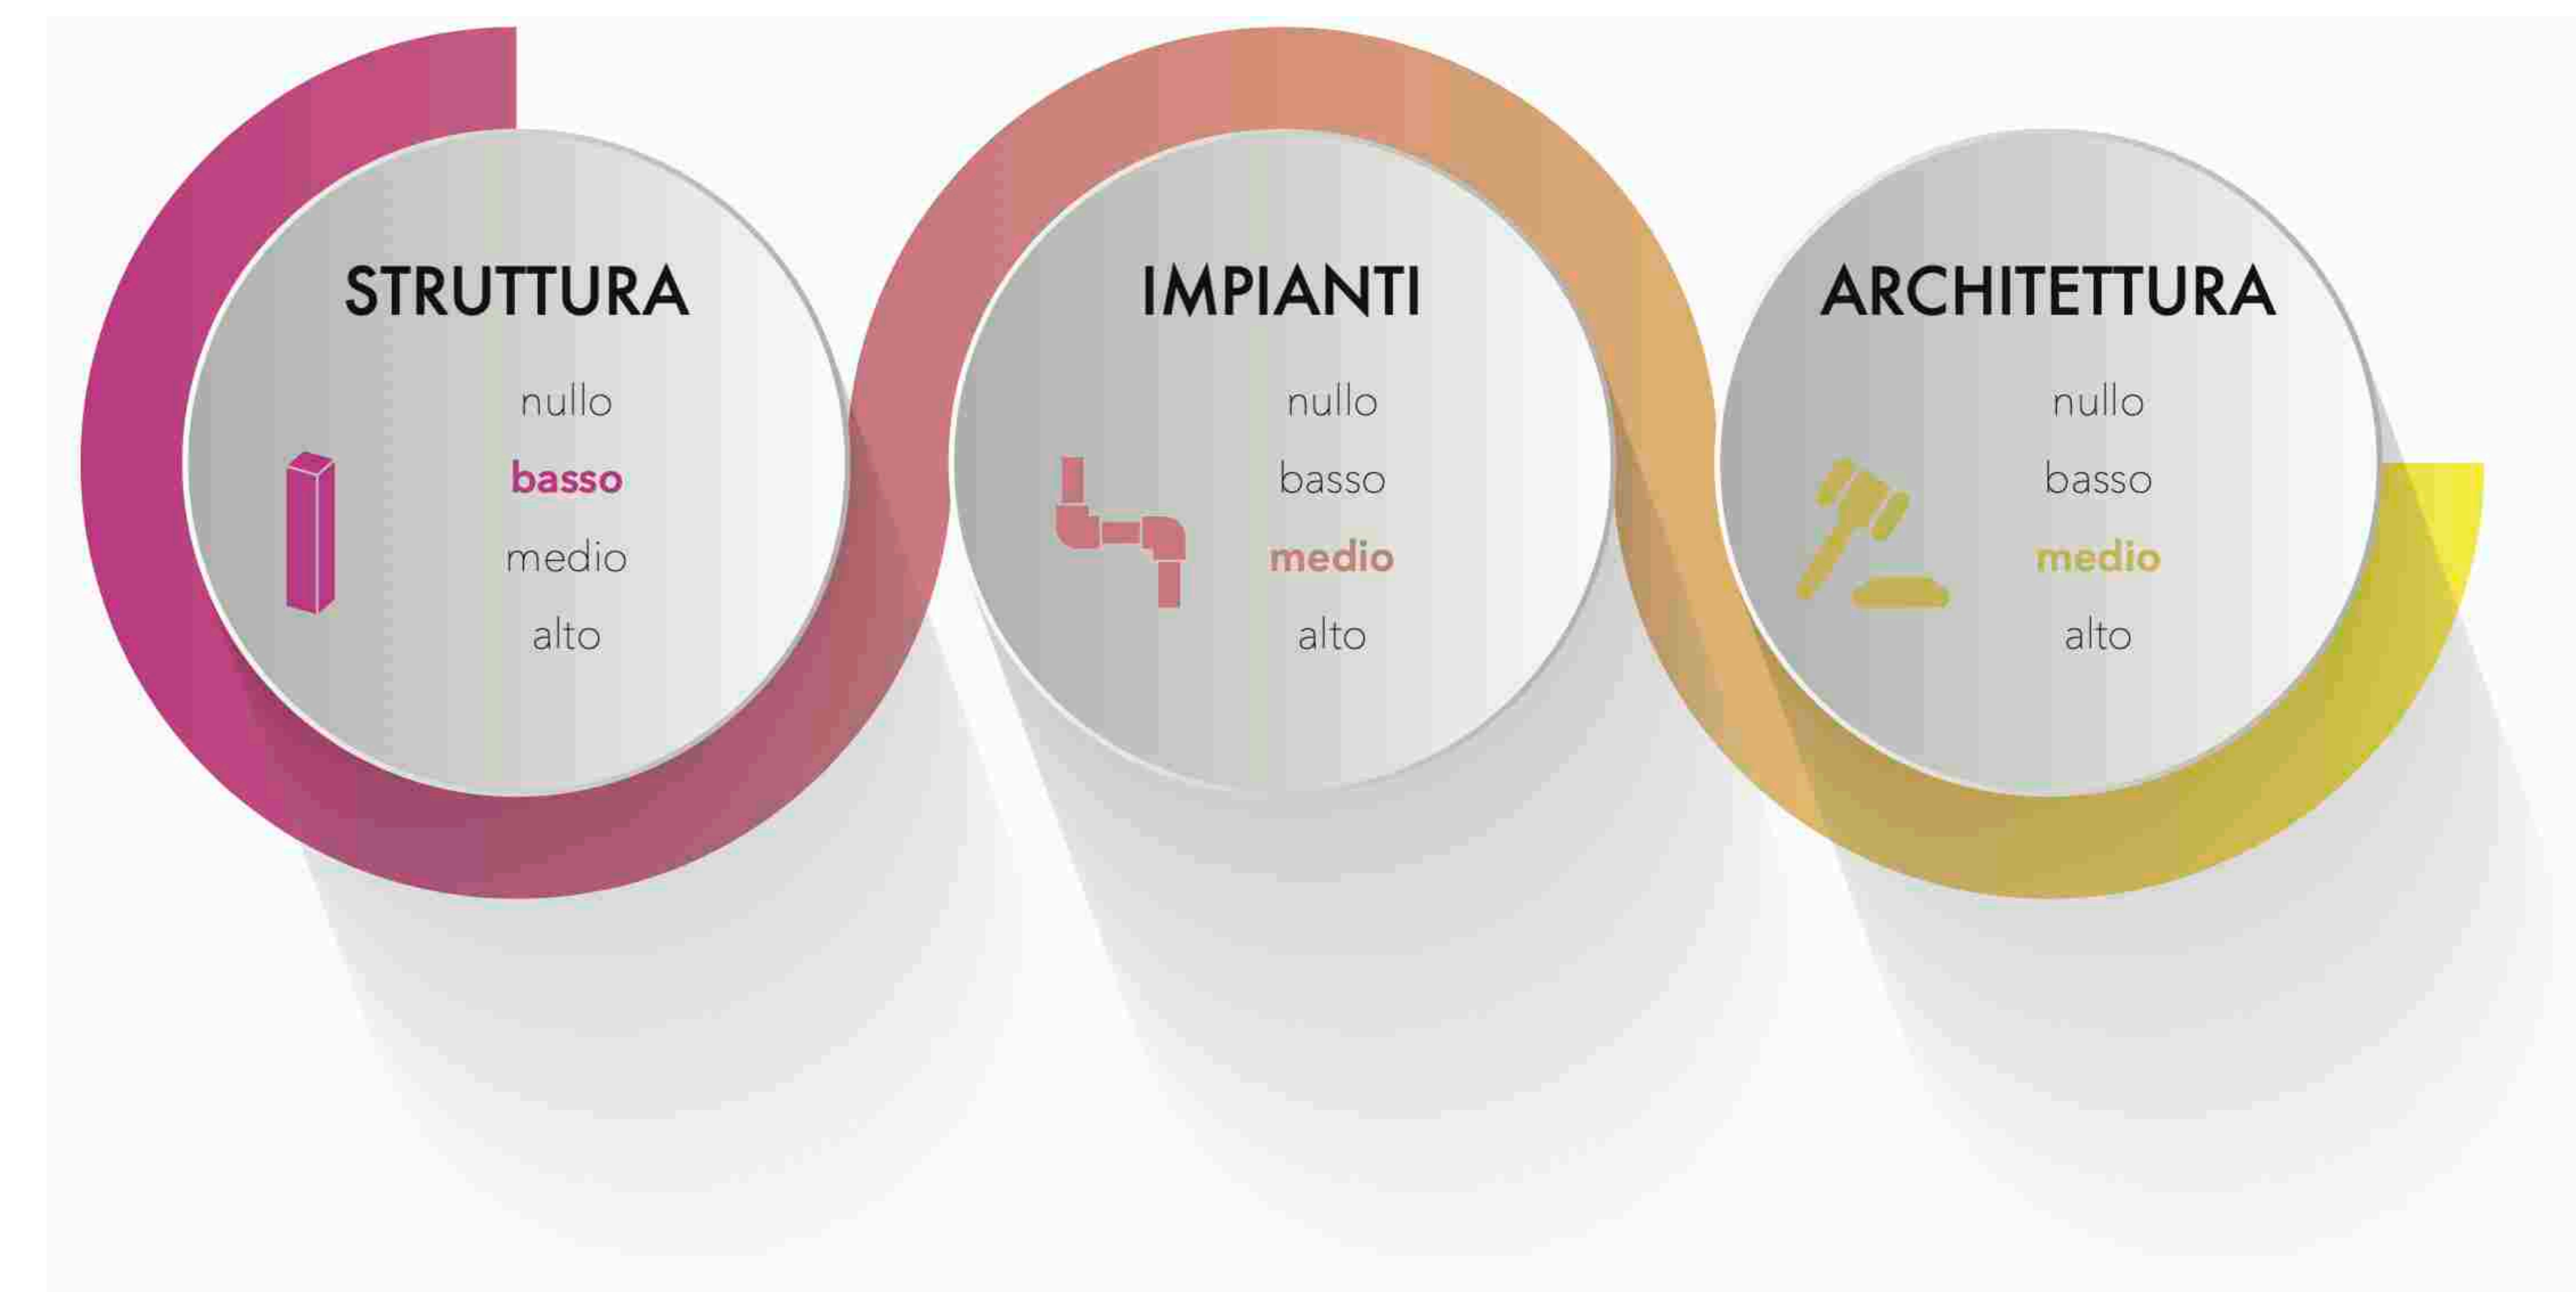 STRUTTURA
nullo
basso
medio
alto
IMPIANTI
nullo
basso
medio
alto
ARCHITETTURA
nullo
basso
medio
alto